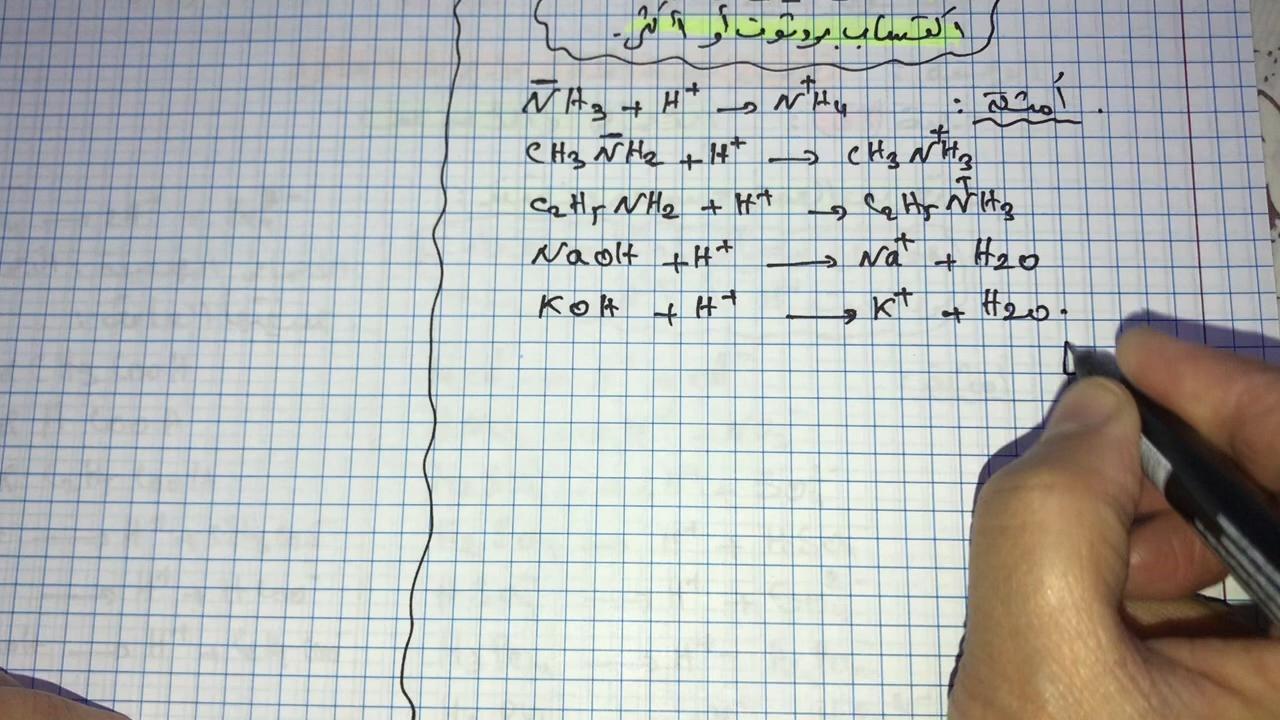 اكتساب بروتون أو أكثر.
أمثلة :
N̄H₃ + H⁺ → N⁺H₄
CH₃N̄H₂ + H⁺ → CH₃N⁺H₃
C₂H₅NH₂ + H⁺ → C₂H₅N⁺H₃
NaOH + H⁺ → Na⁺ + H₂O
KOH + H⁺ → K⁺ + H₂O.